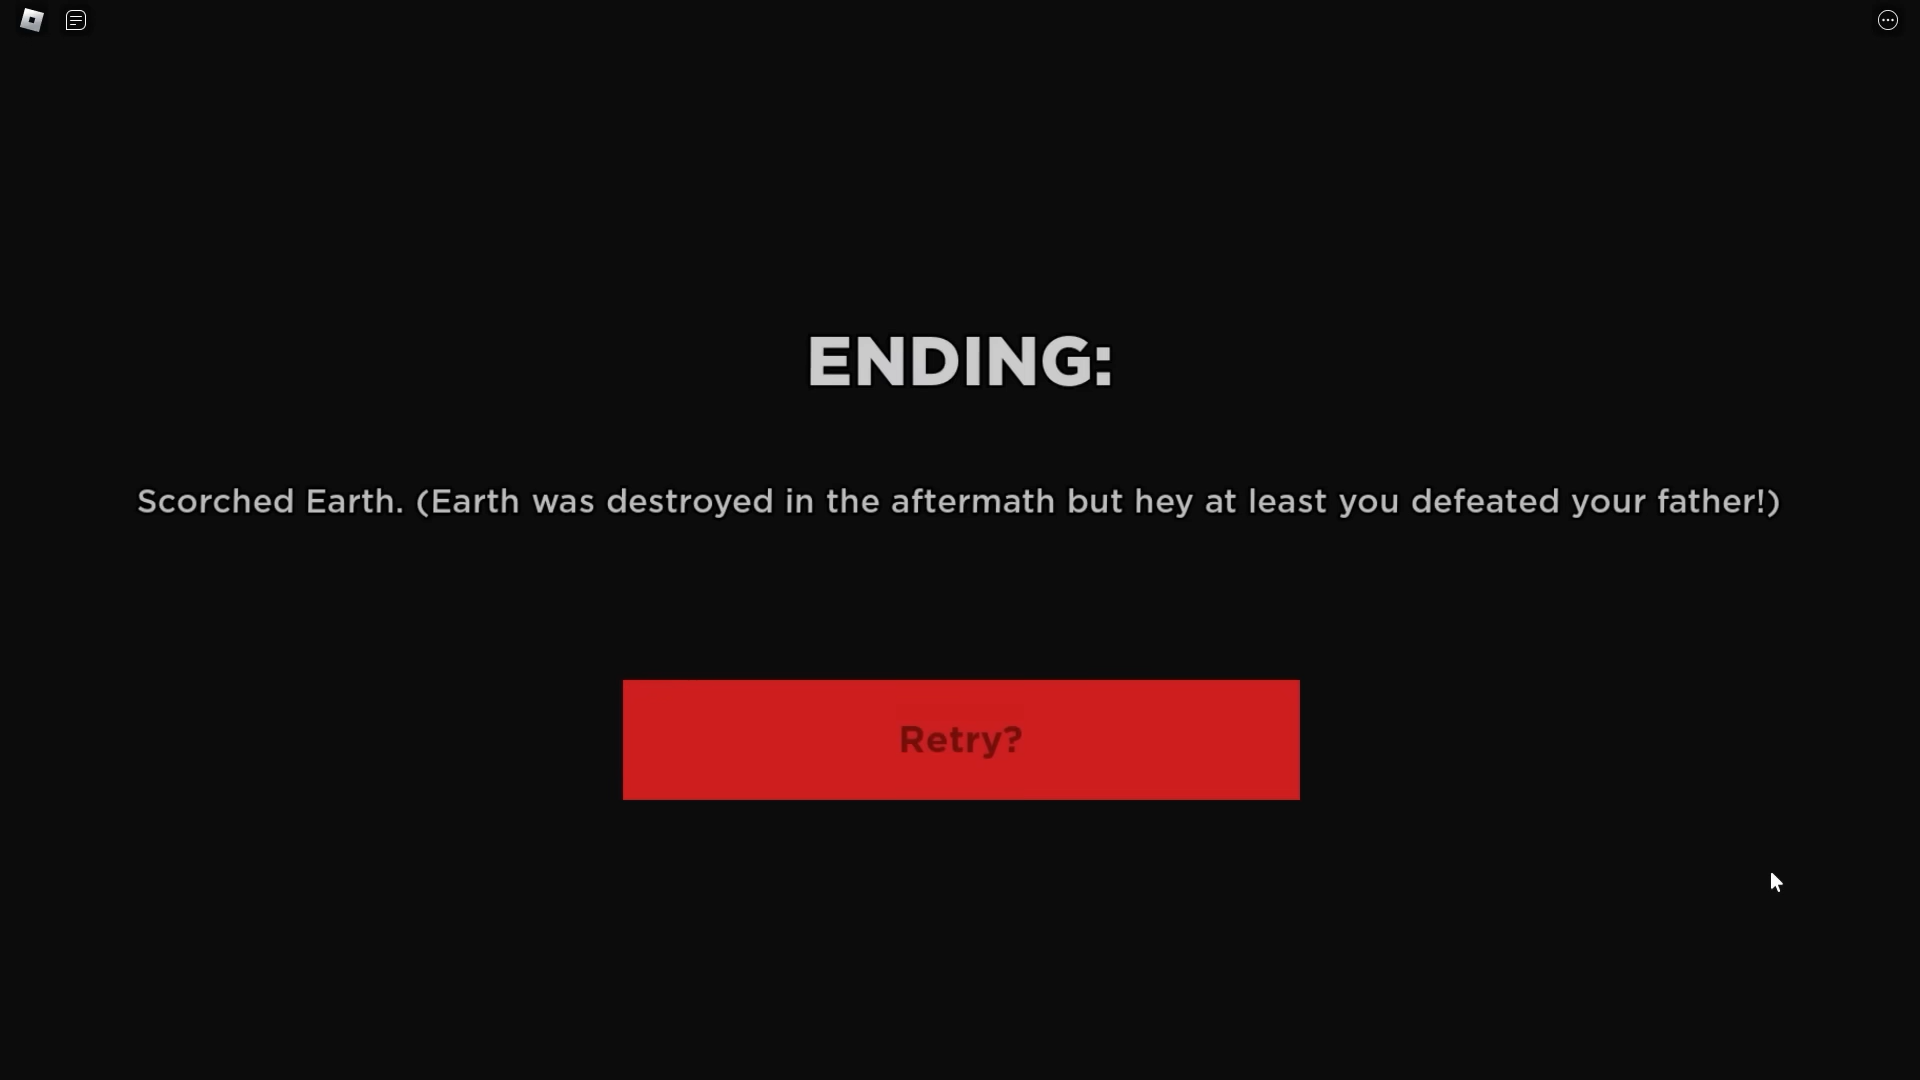 ENDING:
Scorched Earth. (Earth was destroyed in the aftermath but hey at least you defeated your father!)
Retry?